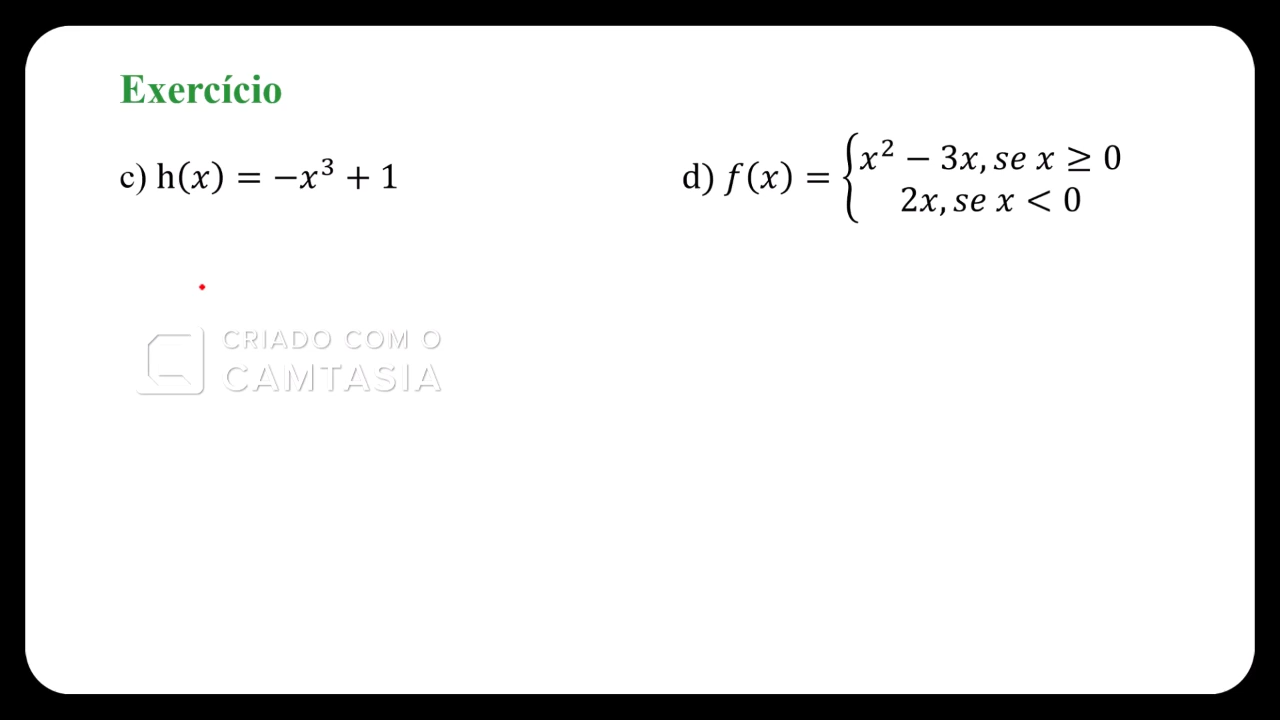 Exercício
c) h(x) = −x³ + 1
d) f(x) = { x² − 3x, se x ≥ 0
2x, se x < 0
CRIADO COM O
CAMTASIA